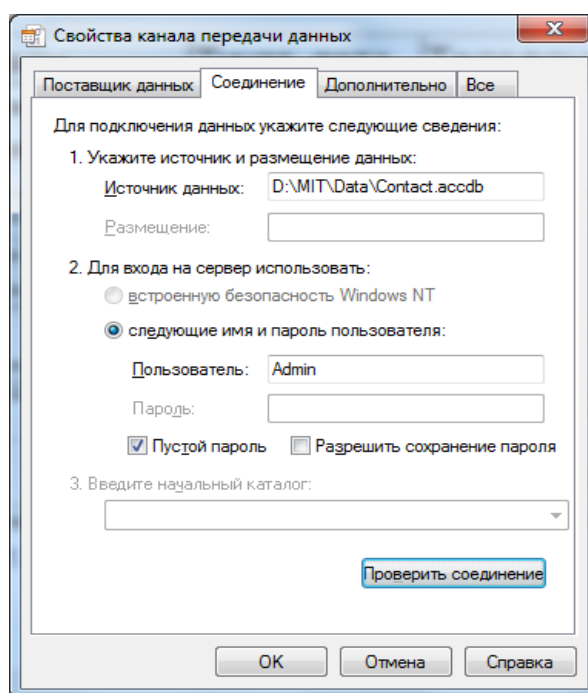 Свойства канала передачи данных
Поставщик данных Соединение Дополнительно Все
Для подключения данных укажите следующие сведения:
1. Укажите источник и размещение данных:
Источник данных: D:\MIT\Data\Contact.accdb
Размещение:
2. Для входа на сервер использовать:
встроенную безопасность Windows NT
следующие имя и пароль пользователя:
Пользователь: Admin
Пароль:
Пустой пароль Разрешить сохранение пароля
3. Введите начальный каталог:
Проверить соединение
OK Отмена Справка